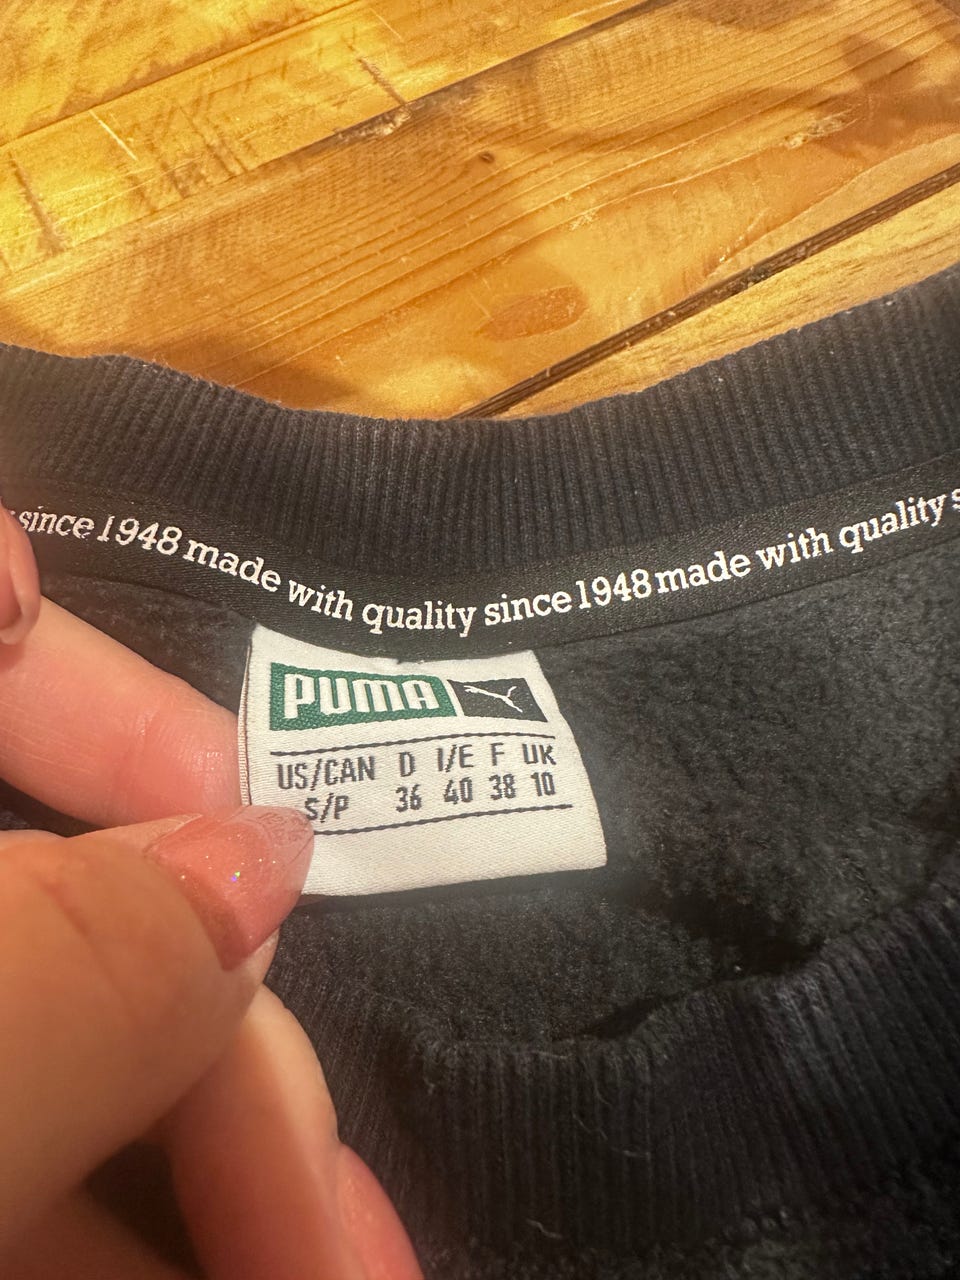 since 1948 made with quality since 1948 made with quality s
PUMA
US/CAN D I/E F UK
S/P 36 40 38 10